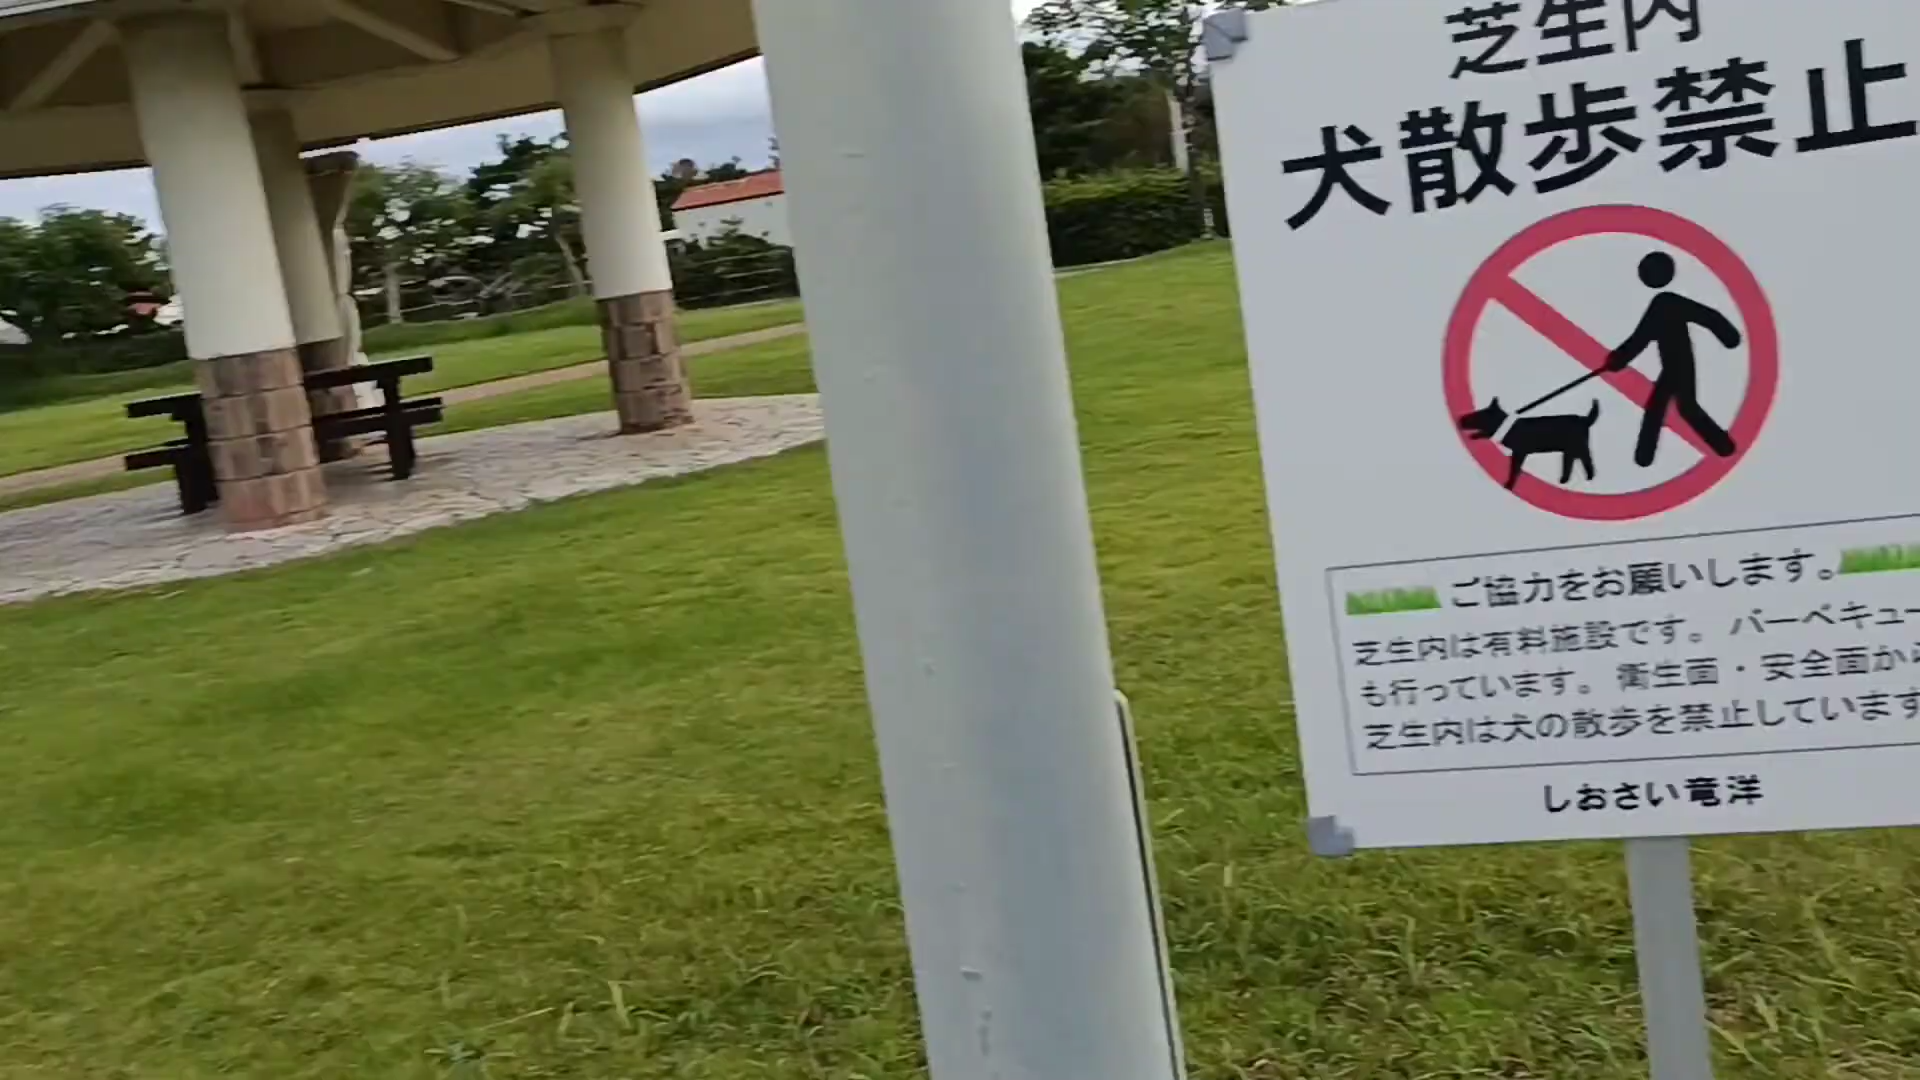 芝生内
犬散歩禁止
ご協力をお願いします。
芝生内は有料施設です。バーベキュー
も行っています。衛生面・安全面から
芝生内は犬の散歩を禁止しています
しおさい竜洋